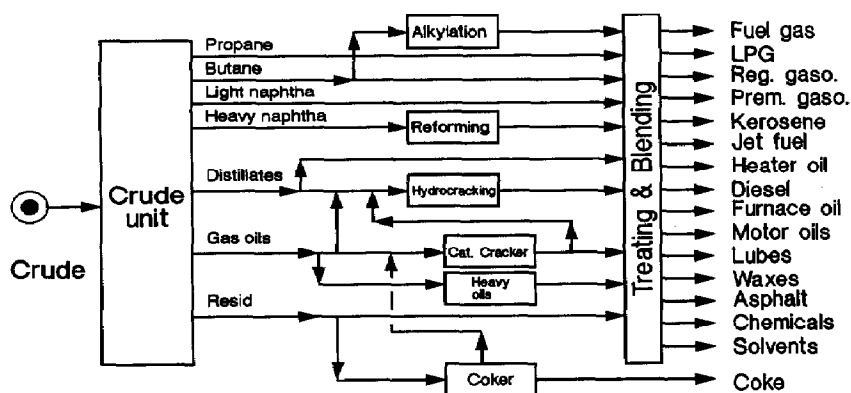 Crude
Crude
unit
Propane
Butane
Light naphtha
Heavy naphtha
Distillates
Gas oils
Resid
Alkylation
Reforming
Hydrocracking
Cat. Cracker
Heavy
oils
Coker
Treating & Blending
Fuel gas
LPG
Reg. gaso.
Prem. gaso.
Kerosene
Jet fuel
Heater oil
Diesel
Furnace oil
Motor oils
Lubes
Waxes
Asphalt
Chemicals
Solvents
Coke